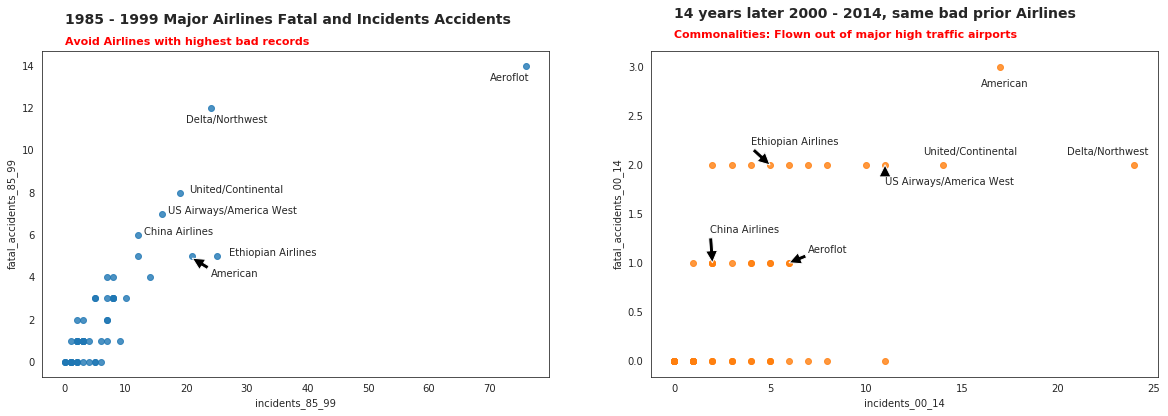 1985 - 1999 Major Airlines Fatal and Incidents Accidents
Avoid Airlines with highest bad records
fatal_accidents_85_99
14
12
10
8
6
4
2
0
Aeroflot
Delta/Northwest
United/Continental
US Airways/America West
China Airlines
Ethiopian Airlines
American
0
10
20
30
40
50
60
70
incidents_85_99
14 years later 2000 - 2014, same bad prior Airlines
Commonalities: Flown out of major high traffic airports
fatal_accidents_00_14
3.0
2.5
2.0
1.5
1.0
0.5
0.0
American
Ethiopian Airlines
United/Continental
Delta/Northwest
US Airways/America West
China Airlines
Aeroflot
0
5
10
15
20
25
incidents_00_14